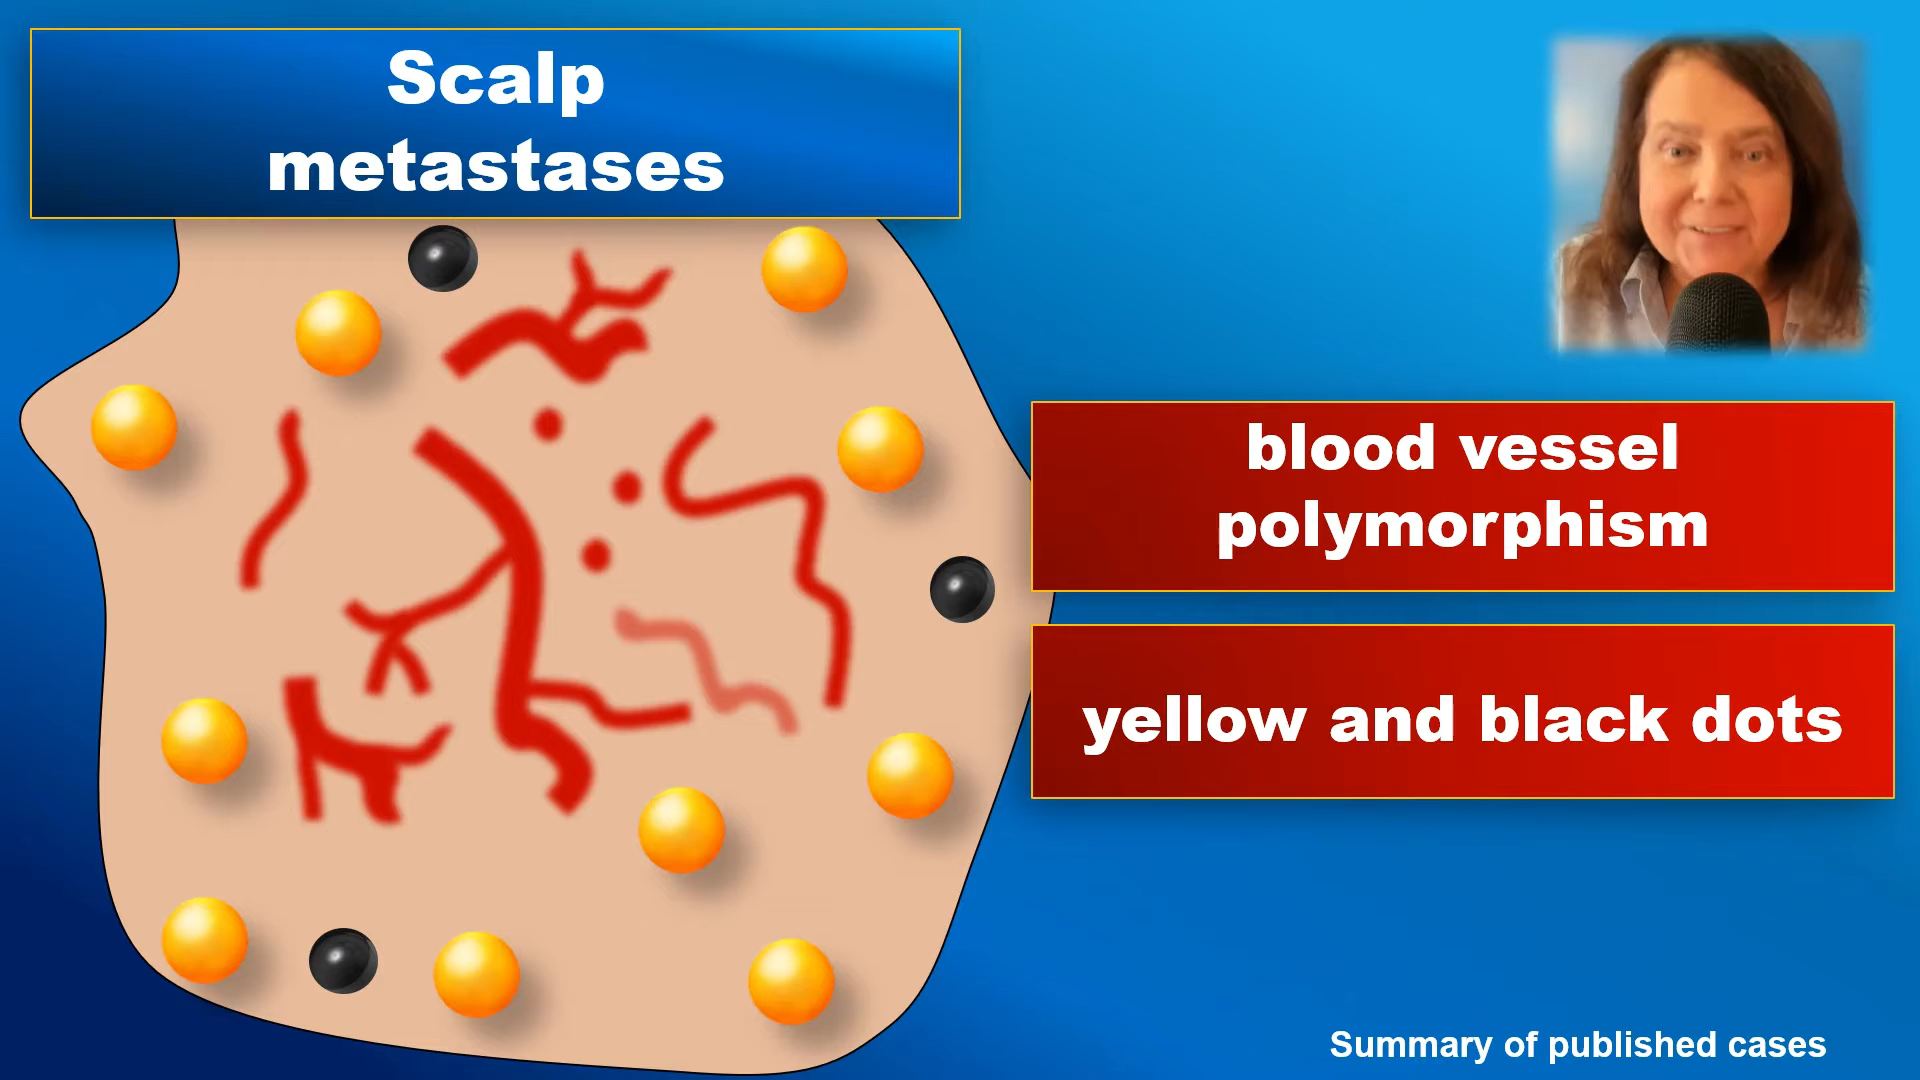 Scalp
metastases
blood vessel
polymorphism
yellow and black dots
Summary of published cases